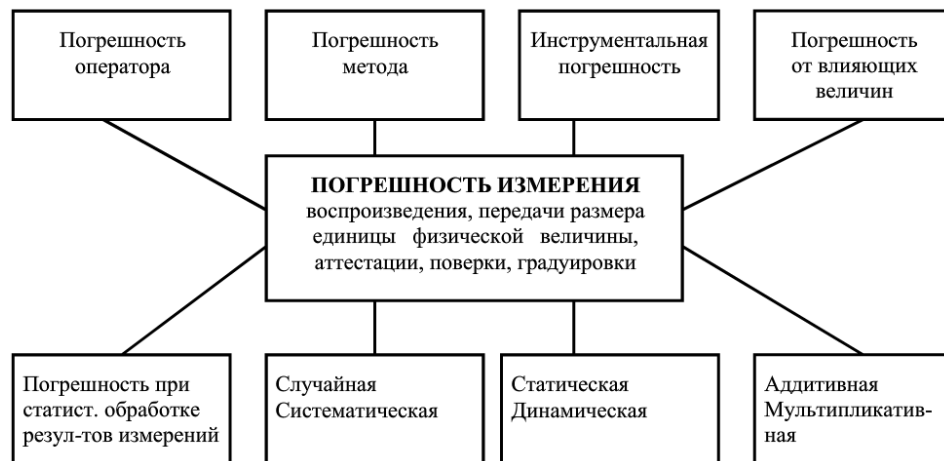 Погрешность
оператора
Погрешность
метода
Инструментальная
погрешность
Погрешность
от влияющих
величин
ПОГРЕШНОСТЬ ИЗМЕРЕНИЯ
воспроизведения, передачи размера
единицы физической величины,
аттестации, поверки, градуировки
Погрешность при
статист. обработке
резул-тов измерений
Случайная
Систематическая
Статическая
Динамическая
Аддитивная
Мультипликатив-
ная